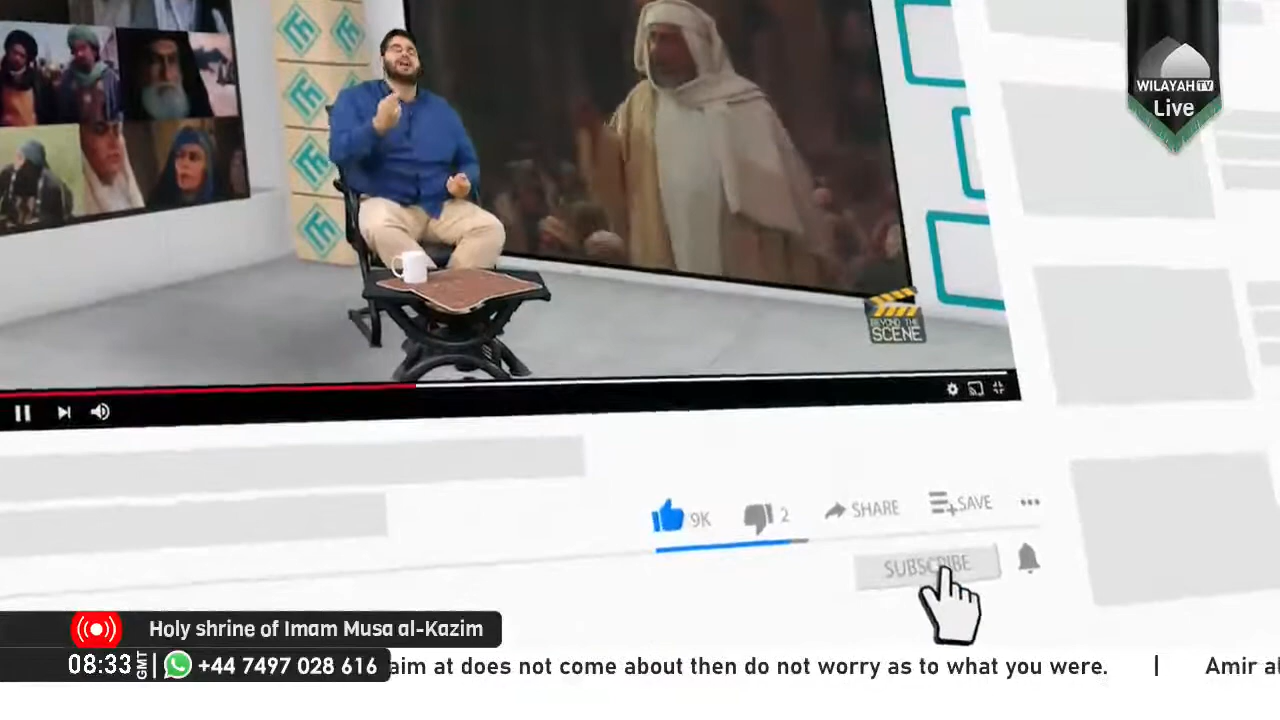 WILAYAH TV
Live
BEYOND THE
SCENE
9K
2
SHARE
SAVE
SUBSCRIBE
Holy shrine of Imam Musa al-Kazim
08:33 GMT | +44 7497 028 616
aim at does not come about then do not worry as to what you were. | Amir al